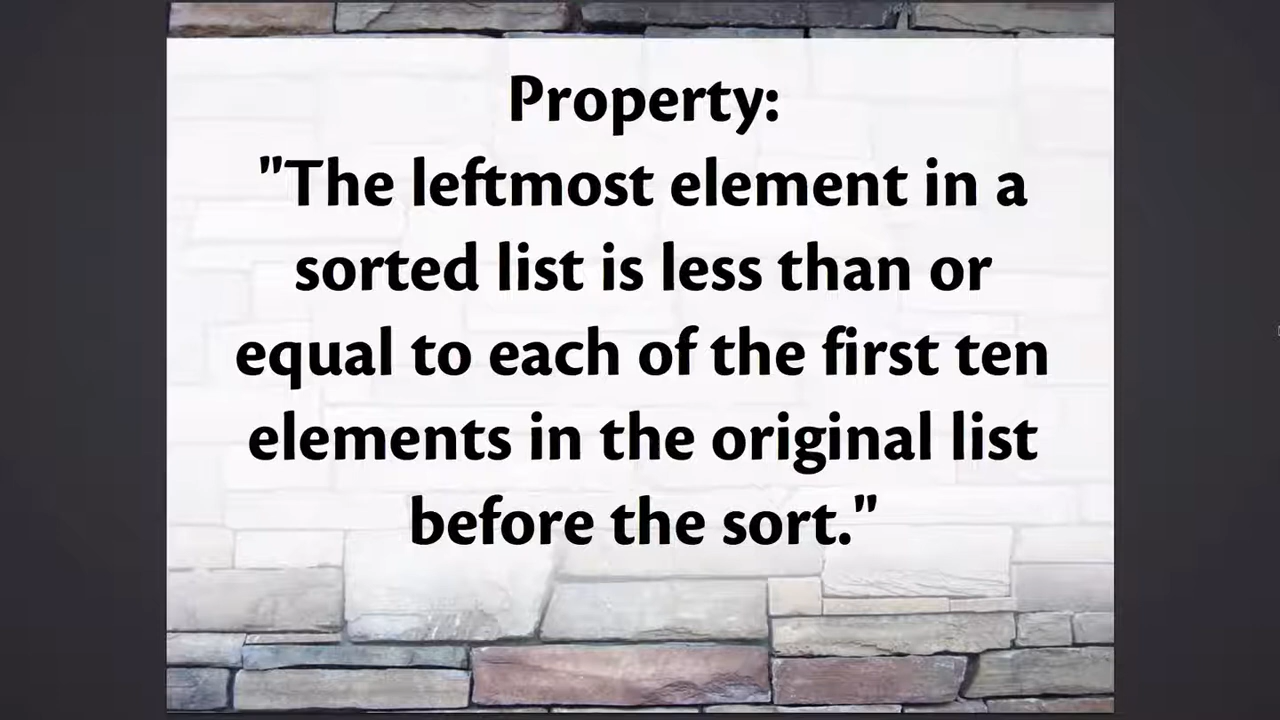 Property:
"The leftmost element in a
sorted list is less than or
equal to each of the first ten
elements in the original list
before the sort."